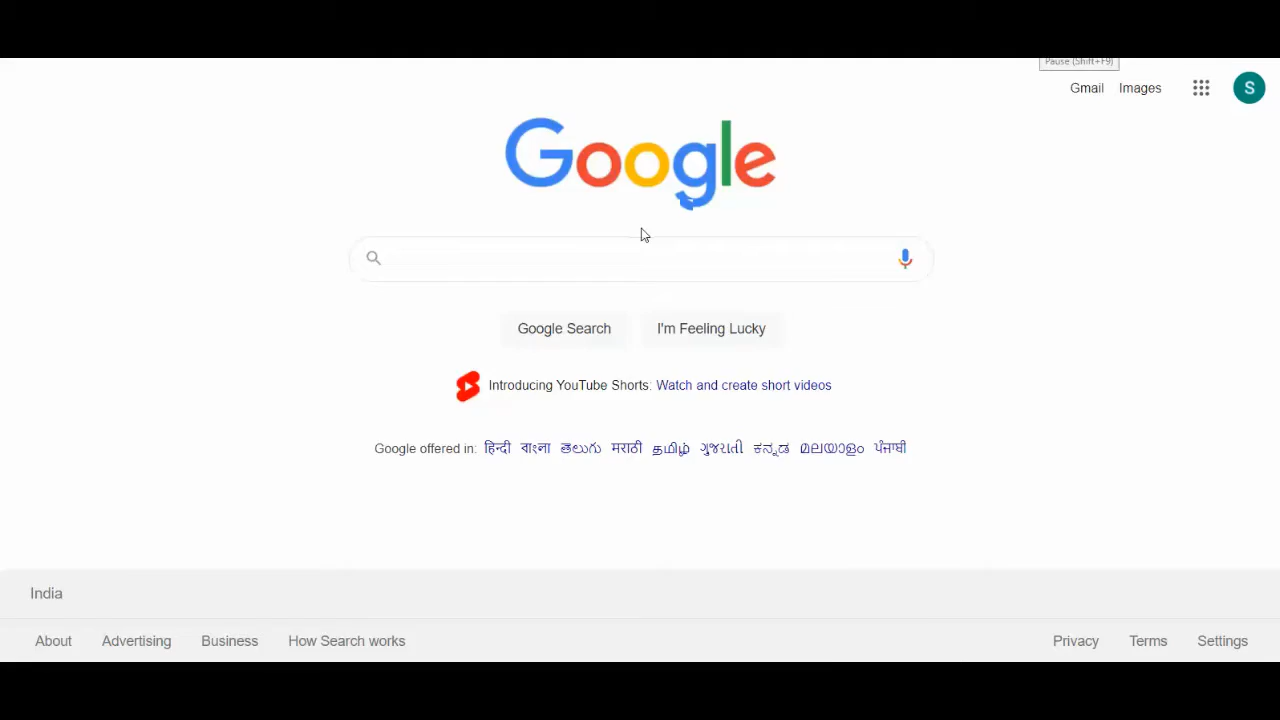 Pause (Shift+F9)
Gmail Images S
Google
Google Search I'm Feeling Lucky
Introducing YouTube Shorts: Watch and create short videos
Google offered in: हिन्दी বাংলা తెలుగు मराठी தமிழ் ગુજરાતી ಕನ್ನಡ മലയാളം ਪੰਜਾਬੀ
India
About Advertising Business How Search works Privacy Terms Settings